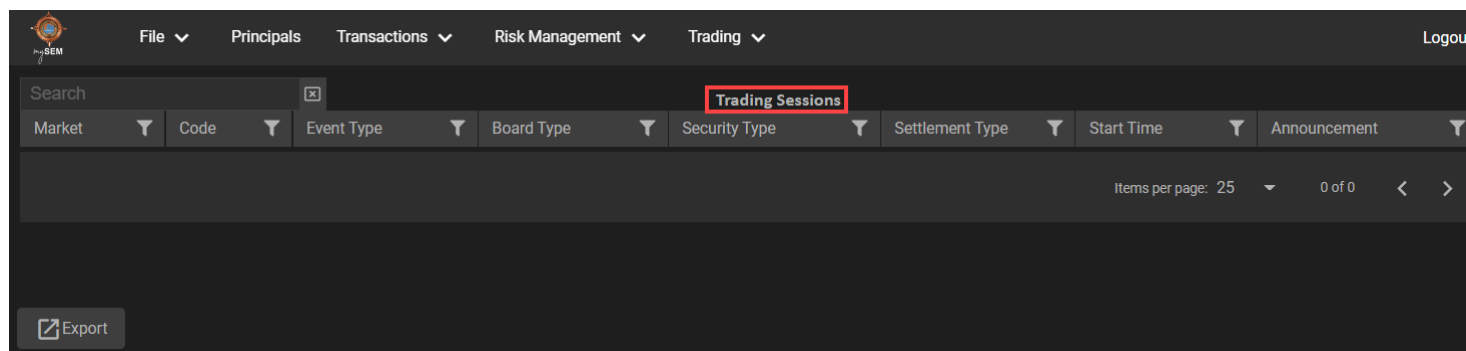 mySEM File Principals Transactions Risk Management Trading Logou
Search
Trading Sessions
Market Code Event Type Board Type Security Type Settlement Type Start Time Announcement
Items per page: 25 0 of 0
Export